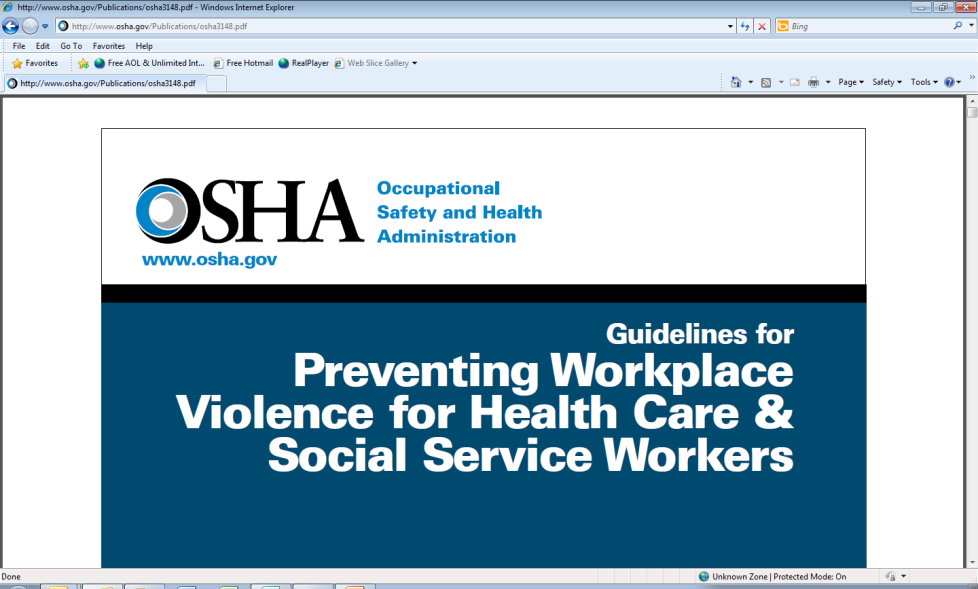 http://www.osha.gov/Publications/osha3148.pdf - Windows Internet Explorer
http://www.osha.gov/Publications/osha3148.pdf
Bing
File Edit Go To Favorites Help
Favorites Free AOL & Unlimited Int... Free Hotmail RealPlayer Web Slice Gallery
http://www.osha.gov/Publications/osha3148.pdf
Page Safety Tools
OSHA
Occupational
Safety and Health
Administration
www.osha.gov
Guidelines for
Preventing Workplace
Violence for Health Care &
Social Service Workers
Done
Unknown Zone | Protected Mode: On